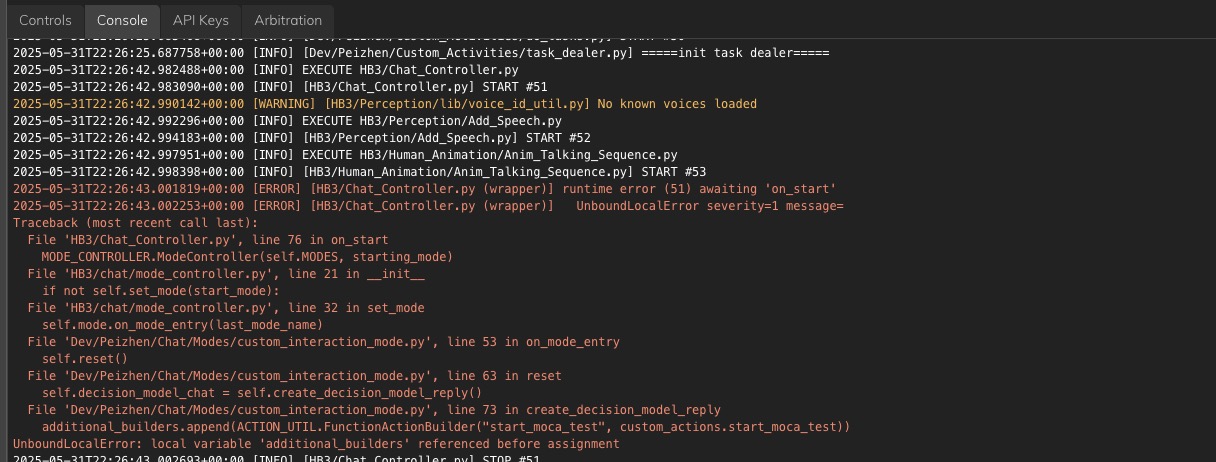 Controls Console API Keys Arbitration
2025-05-31T22:26:25.687758+00:00 [INFO] [Dev/Peizhen/Custom_Activities/task_dealer.py] =====init task dealer=====
2025-05-31T22:26:42.982488+00:00 [INFO] EXECUTE HB3/Chat_Controller.py
2025-05-31T22:26:42.983090+00:00 [INFO] [HB3/Chat_Controller.py] START #51
2025-05-31T22:26:42.990142+00:00 [WARNING] [HB3/Perception/lib/voice_id_util.py] No known voices loaded
2025-05-31T22:26:42.992296+00:00 [INFO] EXECUTE HB3/Perception/Add_Speech.py
2025-05-31T22:26:42.994183+00:00 [INFO] [HB3/Perception/Add_Speech.py] START #52
2025-05-31T22:26:42.997951+00:00 [INFO] EXECUTE HB3/Human_Animation/Anim_Talking_Sequence.py
2025-05-31T22:26:42.998398+00:00 [INFO] [HB3/Human_Animation/Anim_Talking_Sequence.py] START #53
2025-05-31T22:26:43.001819+00:00 [ERROR] [HB3/Chat_Controller.py (wrapper)] runtime error (51) awaiting 'on_start'
2025-05-31T22:26:43.002253+00:00 [ERROR] [HB3/Chat_Controller.py (wrapper)]   UnboundLocalError severity=1 message=
Traceback (most recent call last):
  File 'HB3/Chat_Controller.py', line 76 in on_start
    MODE_CONTROLLER.ModeController(self.MODES, starting_mode)
  File 'HB3/chat/mode_controller.py', line 21 in __init__
    if not self.set_mode(start_mode):
  File 'HB3/chat/mode_controller.py', line 32 in set_mode
    self.mode.on_mode_entry(last_mode_name)
  File 'Dev/Peizhen/Chat/Modes/custom_interaction_mode.py', line 53 in on_mode_entry
    self.reset()
  File 'Dev/Peizhen/Chat/Modes/custom_interaction_mode.py', line 63 in reset
    self.decision_model_chat = self.create_decision_model_reply()
  File 'Dev/Peizhen/Chat/Modes/custom_interaction_mode.py', line 73 in create_decision_model_reply
    additional_builders.append(ACTION_UTIL.FunctionActionBuilder("start_moca_test", custom_actions.start_moca_test))
UnboundLocalError: local variable 'additional_builders' referenced before assignment
2025-05-31T22:26:43.002693+00:00 [INFO] [HB3/Chat_Controller.py] STOP #51